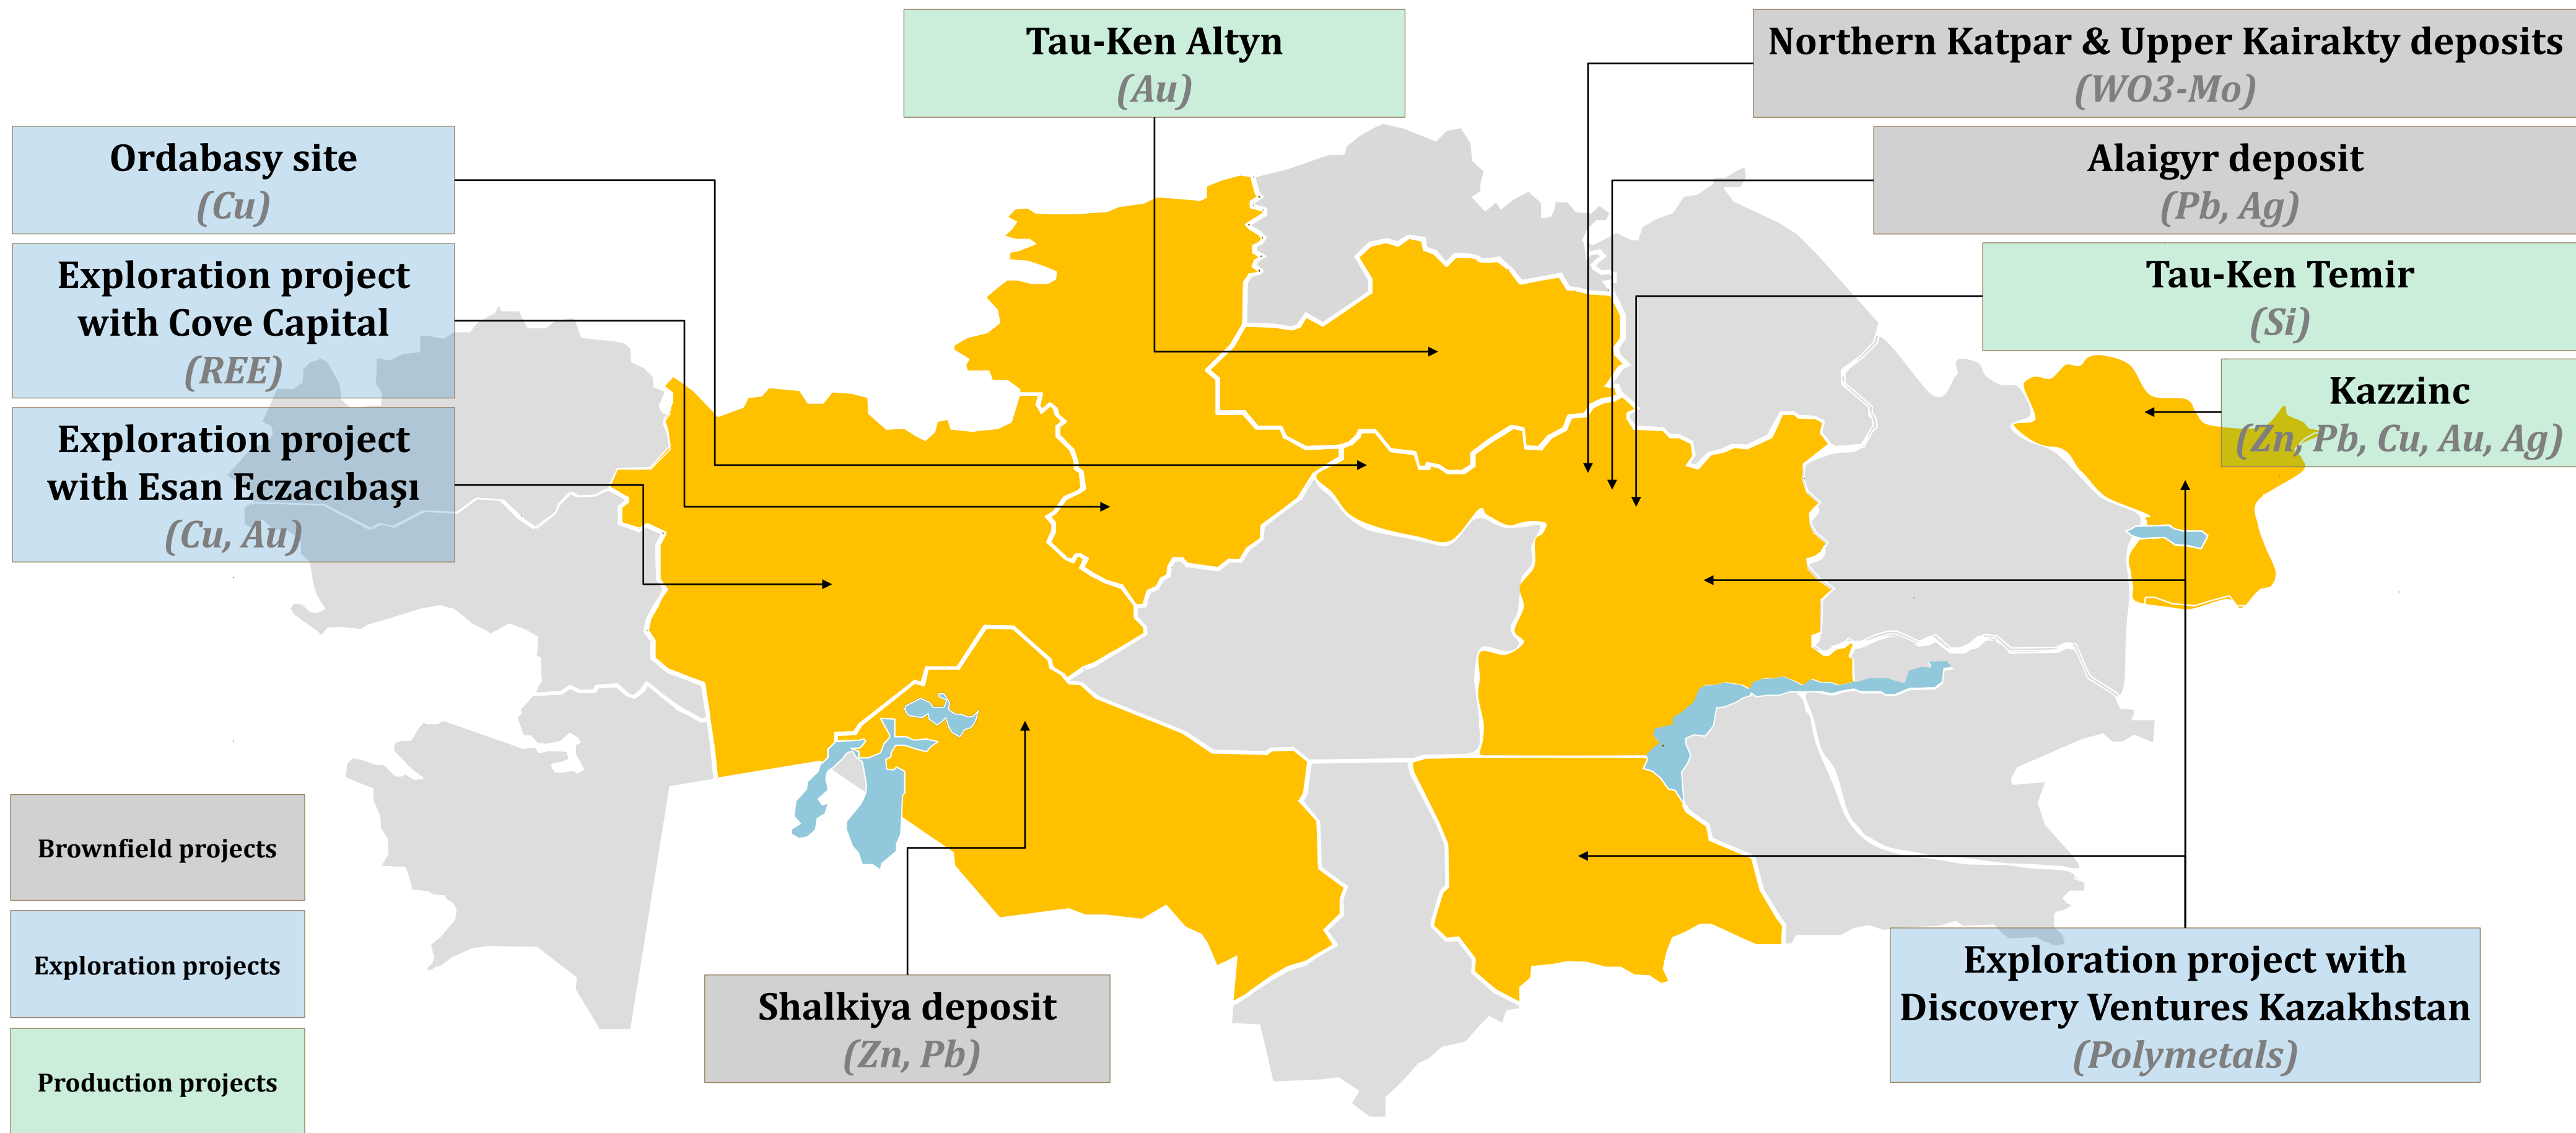 Tau-Ken Altyn
(Au)
Northern Katpar & Upper Kairakty deposits
(WO3-Mo)
Ordabasy site
(Cu)
Alaigyr deposit
(Pb, Ag)
Exploration project
with Cove Capital
(REE)
Tau-Ken Temir
(Si)
Exploration project
with Esan Eczacıbaşı
(Cu, Au)
Kazzinc
(Zn, Pb, Cu, Au, Ag)
Brownfield projects
Exploration projects
Production projects
Shalkiya deposit
(Zn, Pb)
Exploration project with
Discovery Ventures Kazakhstan
(Polymetals)